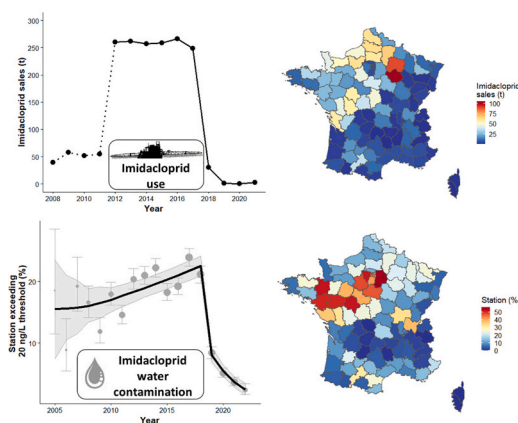 Imidacloprid sales (t)
300
250
200
150
100
50
0
2008
2010
2012
2014
2016
2018
2020
Year
Imidacloprid
use
Imidacloprid
sales (t)
100
75
50
25
Station exceeding
20 ng/L threshold (%)
20
10
2005
2010
2015
2020
Year
Imidacloprid
water
contamination
Station (%
50
40
30
20
10
0